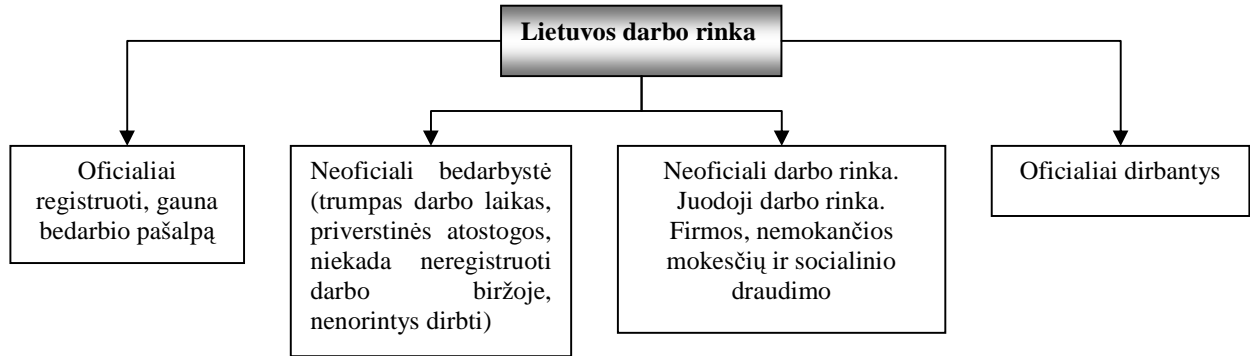 Lietuvos darbo rinka
Oficialiai
registruoti, gauna
bedarbio pašalpą
Neoficiali bedarbystė
(trumpas darbo laikas,
priverstinės atostogos,
niekada neregistruoti
darbo biržoje,
nenorintys dirbti)
Neoficiali darbo rinka.
Juodoji darbo rinka.
Firmos, nemokančios
mokesčių ir socialinio
draudimo
Oficialiai dirbantys